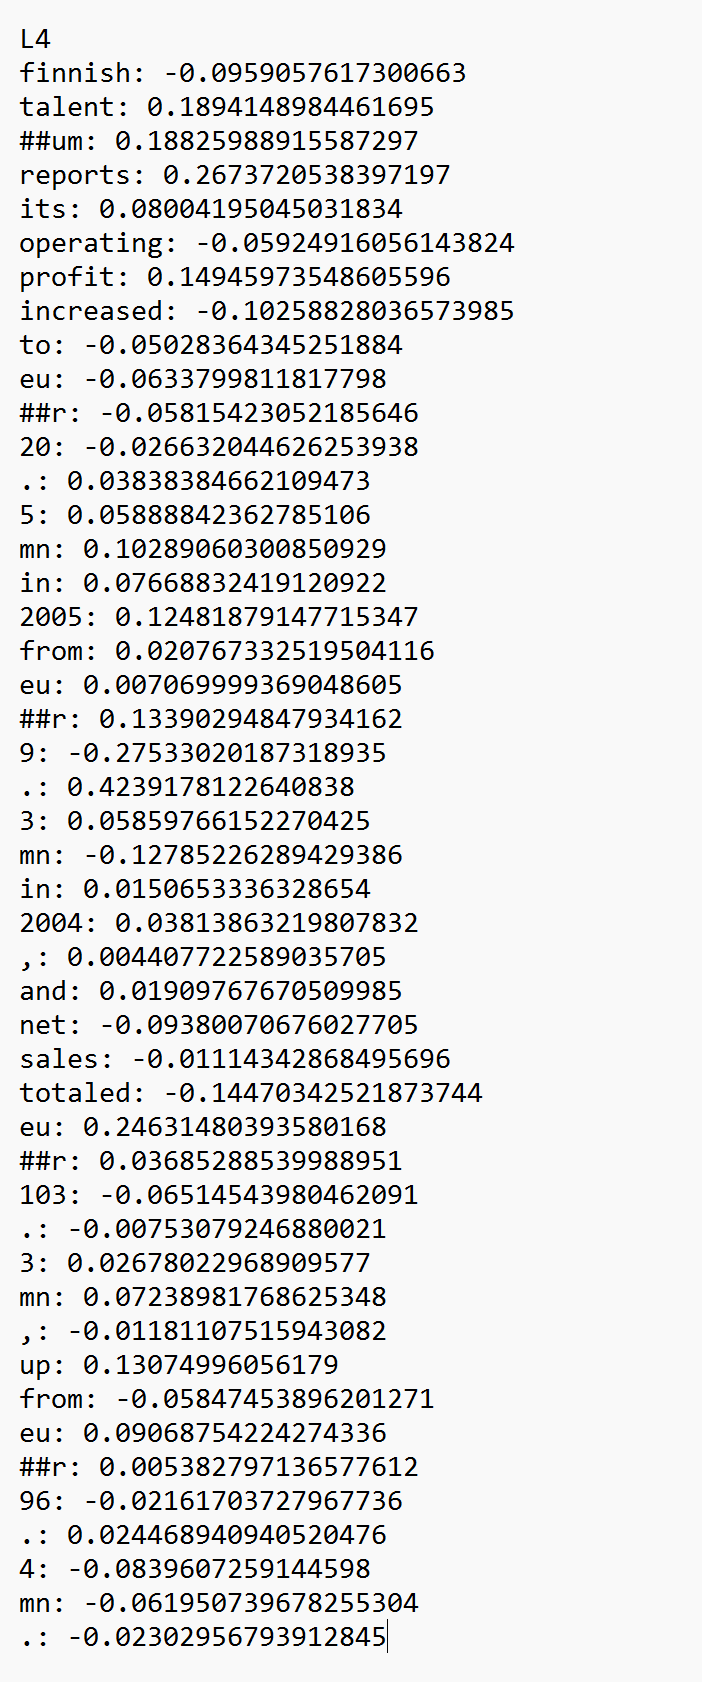 L4
finnish: -0.0959057617300663
talent: 0.1894148984461695
##um: 0.18825988915587297
reports: 0.2673720538397197
its: 0.08004195045031834
operating: -0.05924916056143824
profit: 0.14945973548605596
increased: -0.10258828036573985
to: -0.05028364345251884
eu: -0.0633799811817798
##r: -0.05815423052185646
20: -0.026632044626253938
.: 0.03838384662109473
5: 0.05888842362785106
mn: 0.10289060300850929
in: 0.07668832419120922
2005: 0.12481879147715347
from: 0.020767332519504116
eu: 0.007069999369048605
##r: 0.13390294847934162
9: -0.27533020187318935
.: 0.4239178122640838
3: 0.05859766152270425
mn: -0.12785226289429386
in: 0.0150653336328654
2004: 0.03813863219807832
,: 0.004407722589035705
and: 0.01909767670509985
net: -0.09380070676027705
sales: -0.01114342868495696
totaled: -0.14470342521873744
eu: 0.24631480393580168
##r: 0.03685288539988951
103: -0.06514543980462091
.: -0.00753079246880021
3: 0.02678022968909577
mn: 0.07238981768625348
,: -0.01181107515943082
up: 0.13074996056179
from: -0.05847453896201271
eu: 0.09068754224274336
##r: 0.005382797136577612
96: -0.02161703727967736
.: 0.024468940940520476
4: -0.0839607259144598
mn: -0.061950739678255304
.: -0.02302956793912845